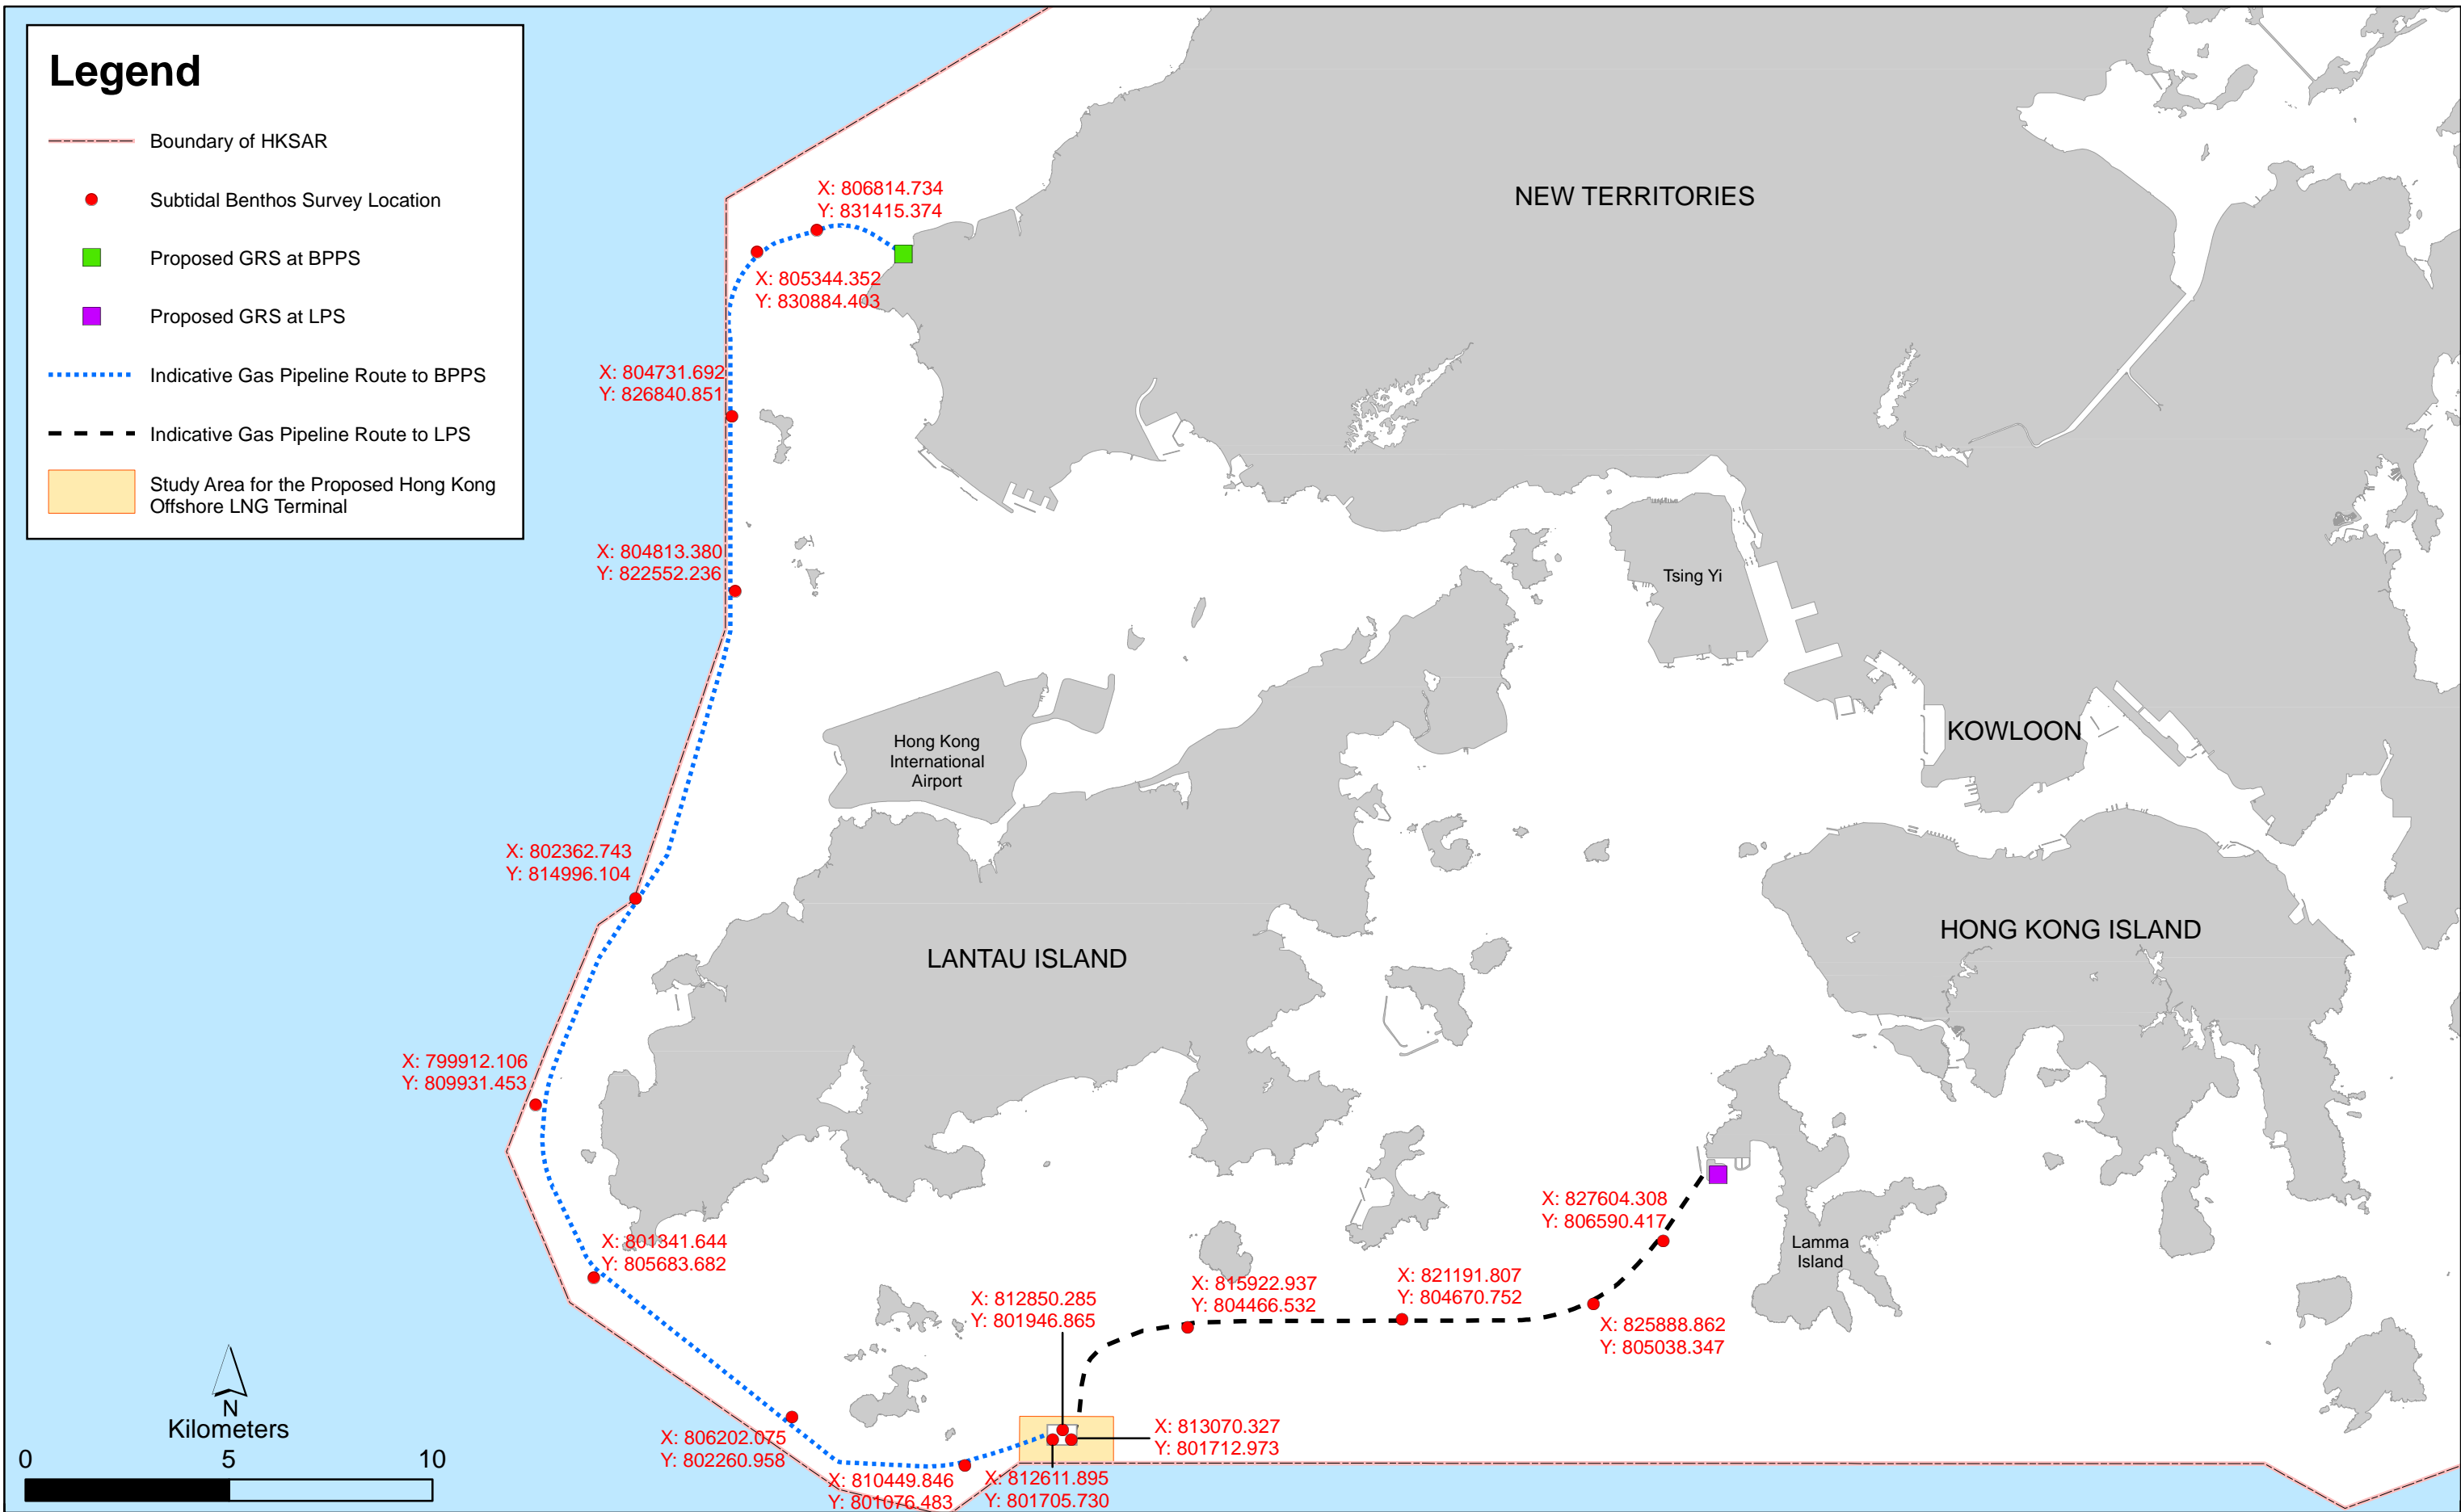 Legend
Boundary of HKSAR
Subtidal Benthos Survey Location
Proposed GRS at BPPS
Proposed GRS at LPS
Indicative Gas Pipeline Route to BPPS
Indicative Gas Pipeline Route to LPS
Study Area for the Proposed Hong Kong
Offshore LNG Terminal
X: 806814.734
Y: 831415.374
NEW TERRITORIES
X: 805344.352
Y: 830884.403
X: 804731.692
Y: 826840.851
X: 804813.380
Y: 822552.236
Tsing Yi
Hong Kong
International
Airport
KOWLOON
X: 802362.743
Y: 814996.104
LANTAU ISLAND
HONG KONG ISLAND
X: 799912.106
Y: 809931.453
X: 827604.308
Y: 806590.417
Lamma
Island
X: 801341.644
Y: 805683.682
X: 812850.285
Y: 801946.865
X: 815922.937
Y: 804466.532
X: 821191.807
Y: 804670.752
X: 825888.862
Y: 805038.347
N
Kilometers
0 5 10
X: 806202.075
Y: 802260.958
X: 813070.327
Y: 801712.973
X: 810449.846
Y: 801076.483
X: 812611.895
Y: 801705.730